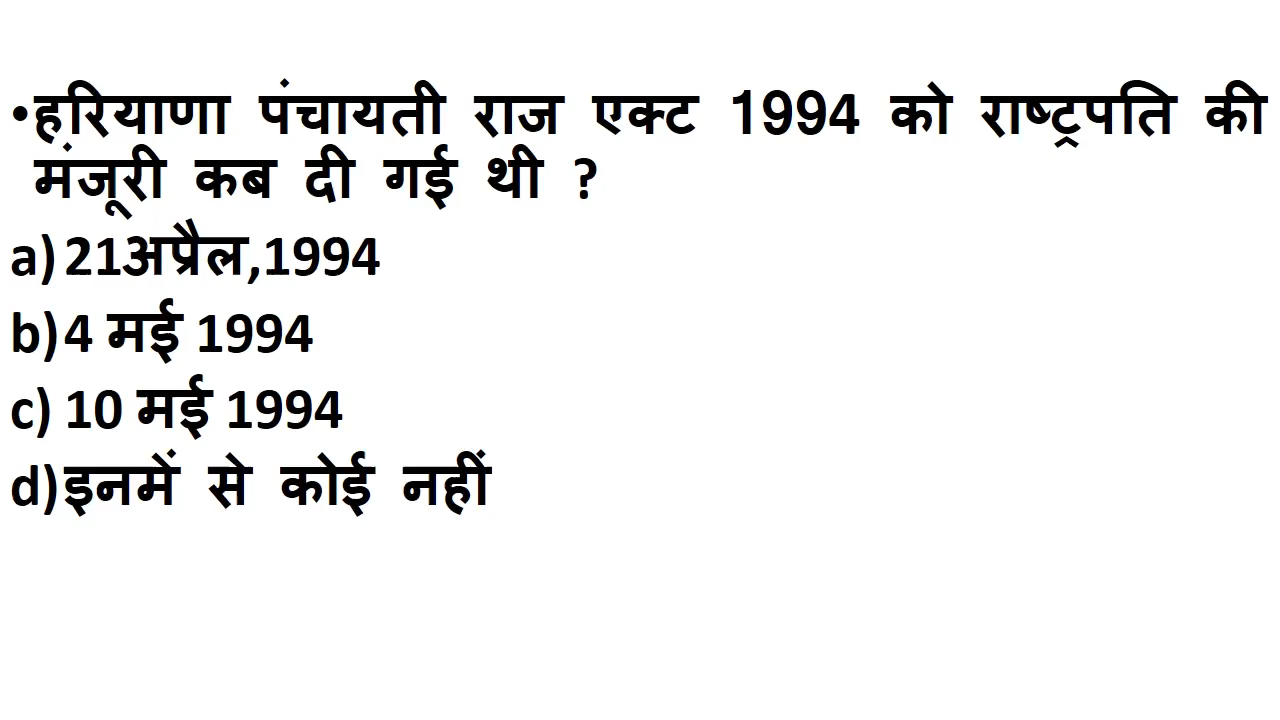 •हरियाणा पंचायती राज एक्ट 1994 को राष्ट्रपति की
मंजूरी कब दी गई थी ?
a) 21अप्रैल,1994
b) 4 मई 1994
c) 10 मई 1994
d) इनमें से कोई नहीं